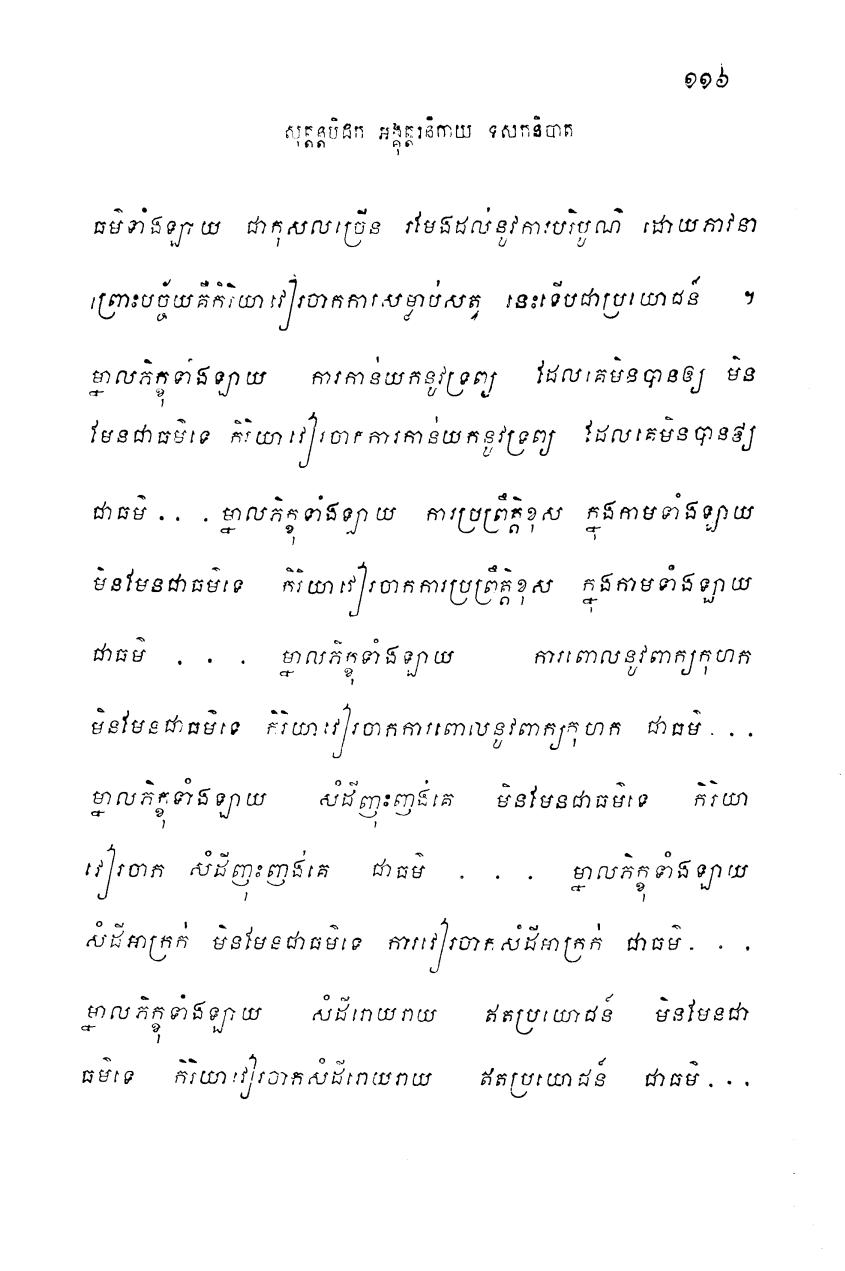 ១១៦
សុត្តន្តបិដក អង្គុត្តរនិកាយ ទសកនិបាត
ធម៌ទាំងឡាយ ជាកុសលច្រើន រមែងដល់នូវការបរិបូណ៌ ដោយភាវនា
ព្រោះបច្ច័យគឺកិរិយាវៀរចាកការសម្លាប់សត្វ នេះទើបជាប្រយោជន៍ ។
ម្នាលភិក្ខុទាំងឡាយ ការកាន់យកនូវទ្រព្យ ដែលគេមិនបានឲ្យ មិន
មែនជាធម៌ទេ កិរិយាវៀរចាកការកាន់យកនូវទ្រព្យ ដែលគេមិនបានឲ្យ
ជាធម៌ . . . ម្នាលភិក្ខុទាំងឡាយ ការប្រព្រឹត្តិខុស ក្នុងកាមទាំងឡាយ
មិនមែនជាធម៌ទេ កិរិយាវៀរចាកការប្រព្រឹត្តិខុស ក្នុងកាមទាំងឡាយ
ជាធម៌ . . . ម្នាលភិក្ខុទាំងឡាយ ការពោលនូវពាក្យកុហក
មិនមែនជាធម៌ទេ កិរិយាវៀរចាកការពោលនូវពាក្យកុហក ជាធម៌ . . .
ម្នាលភិក្ខុទាំងឡាយ សំដីញុះញង់គេ មិនមែនជាធម៌ទេ កិរិយា
វៀរចាក សំដីញុះញង់គេ ជាធម៌ . . . ម្នាលភិក្ខុទាំងឡាយ
សំដីអាក្រក់ មិនមែនជាធម៌ទេ ការវៀរចាកសំដីអាក្រក់ ជាធម៌ . . .
ម្នាលភិក្ខុទាំងឡាយ សំដីរោយរាយ ឥតប្រយោជន៍ មិនមែនជា
ធម៌ទេ កិរិយាវៀរចាកសំដីរោយរាយ ឥតប្រយោជន៍ ជាធម៌ . . .